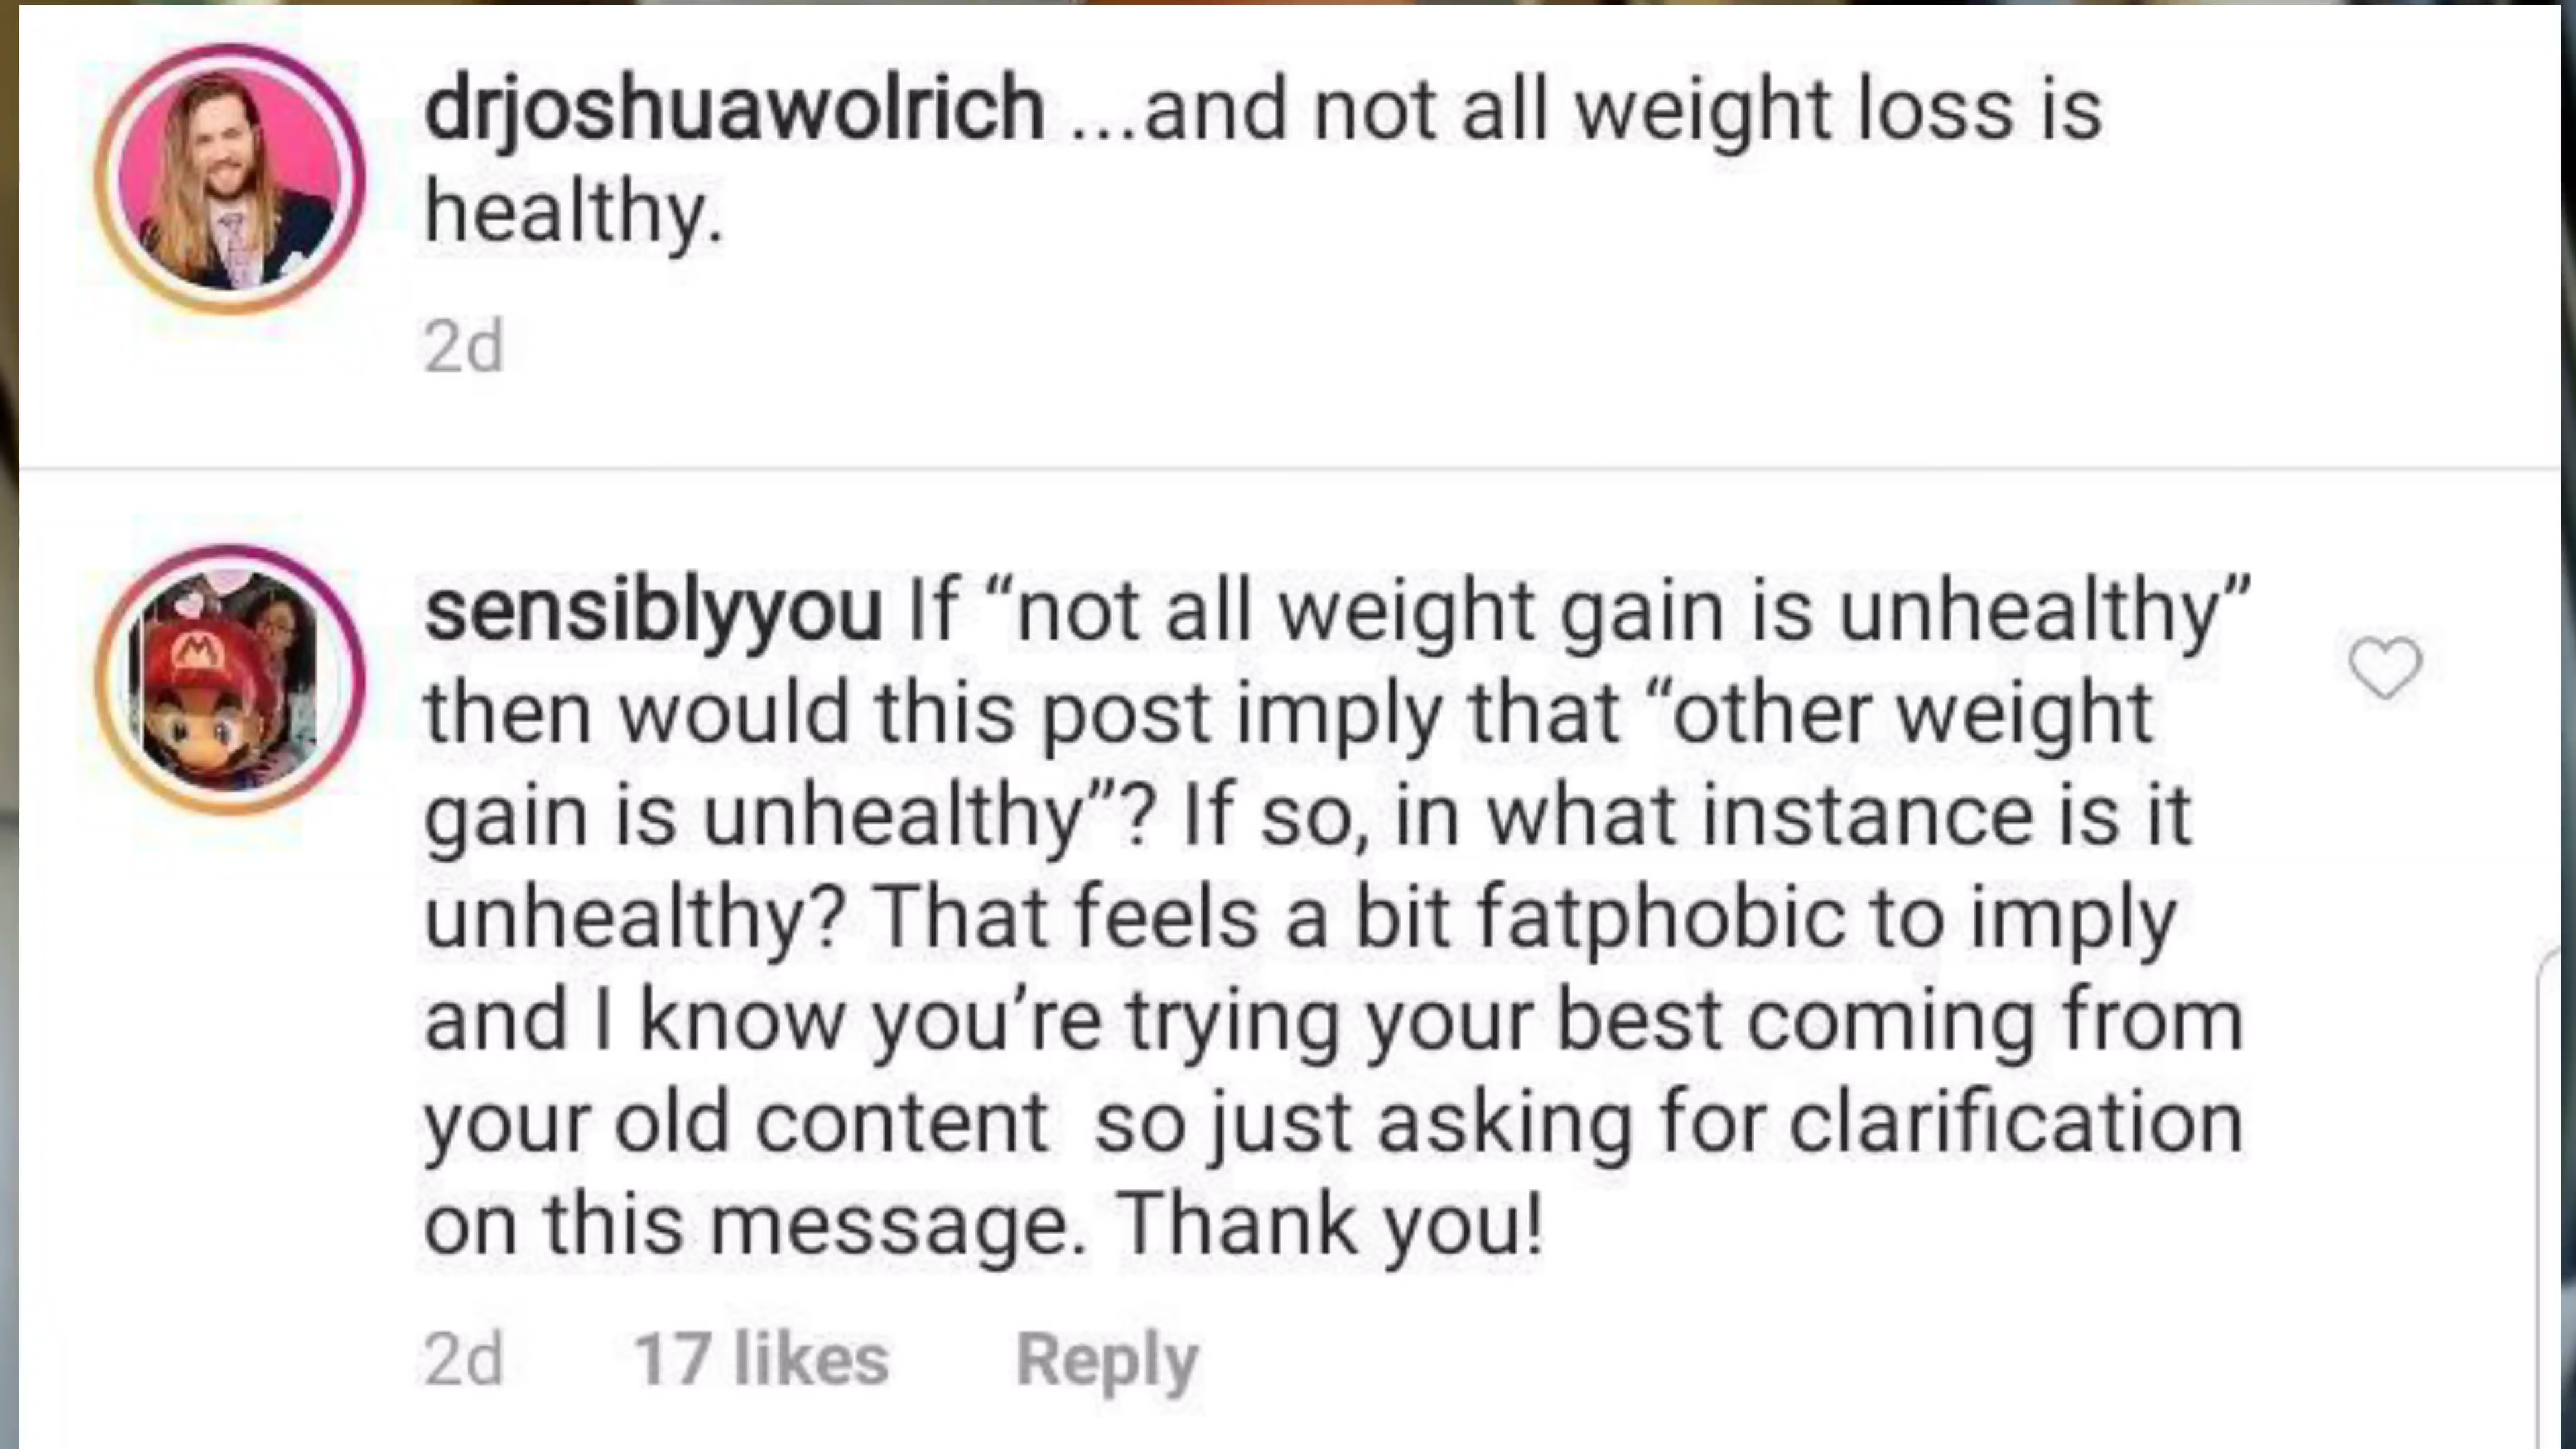 drjoshuawolrich ...and not all weight loss is
healthy.
2d
M
sensiblyyou If “not all weight gain is unhealthy”
then would this post imply that “other weight
gain is unhealthy”? If so, in what instance is it
unhealthy? That feels a bit fatphobic to imply
and I know you’re trying your best coming from
your old content  so just asking for clarification
on this message. Thank you!
2d 17 likes Reply